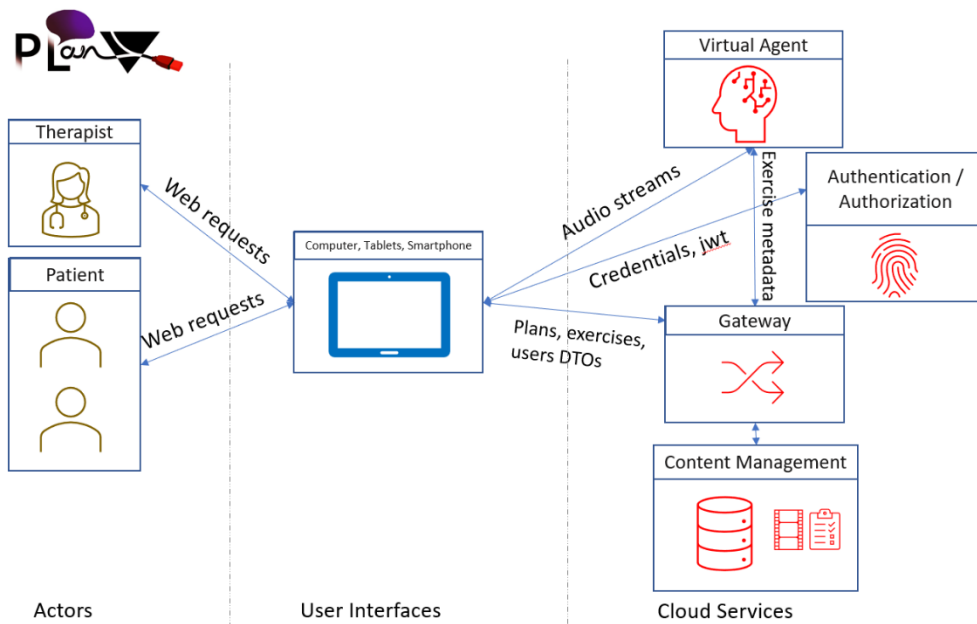 PLan V
Therapist
Web requests
Patient
Web requests
Computer, Tablets, Smartphone
Virtual Agent
Audio streams
Exercise metadada
Authentication /
Authorization
Credentials, jwt
Plans, exercises,
users DTOs
Gateway
Content Management
Actors
User Interfaces
Cloud Services